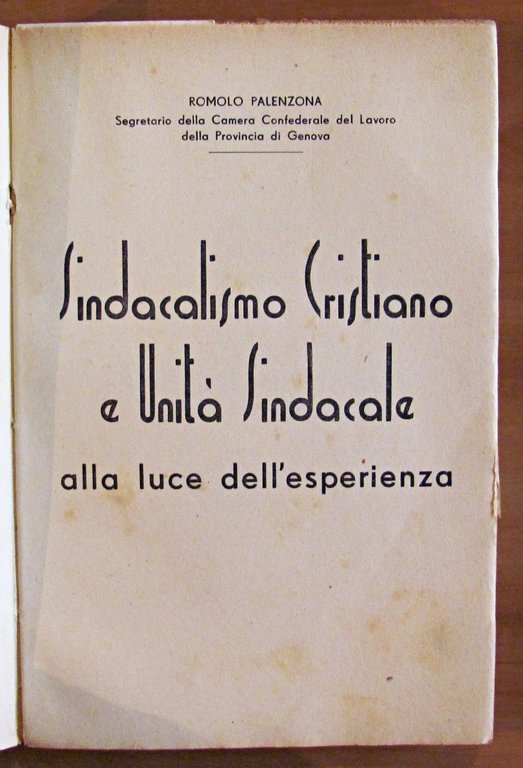 ROMOLO PALENZONA
Segretario della Camera Confederale del Lavoro
della Provincia di Genova
Sindacalismo Cristiano
e Unità Sindacale
alla luce dell'esperienza